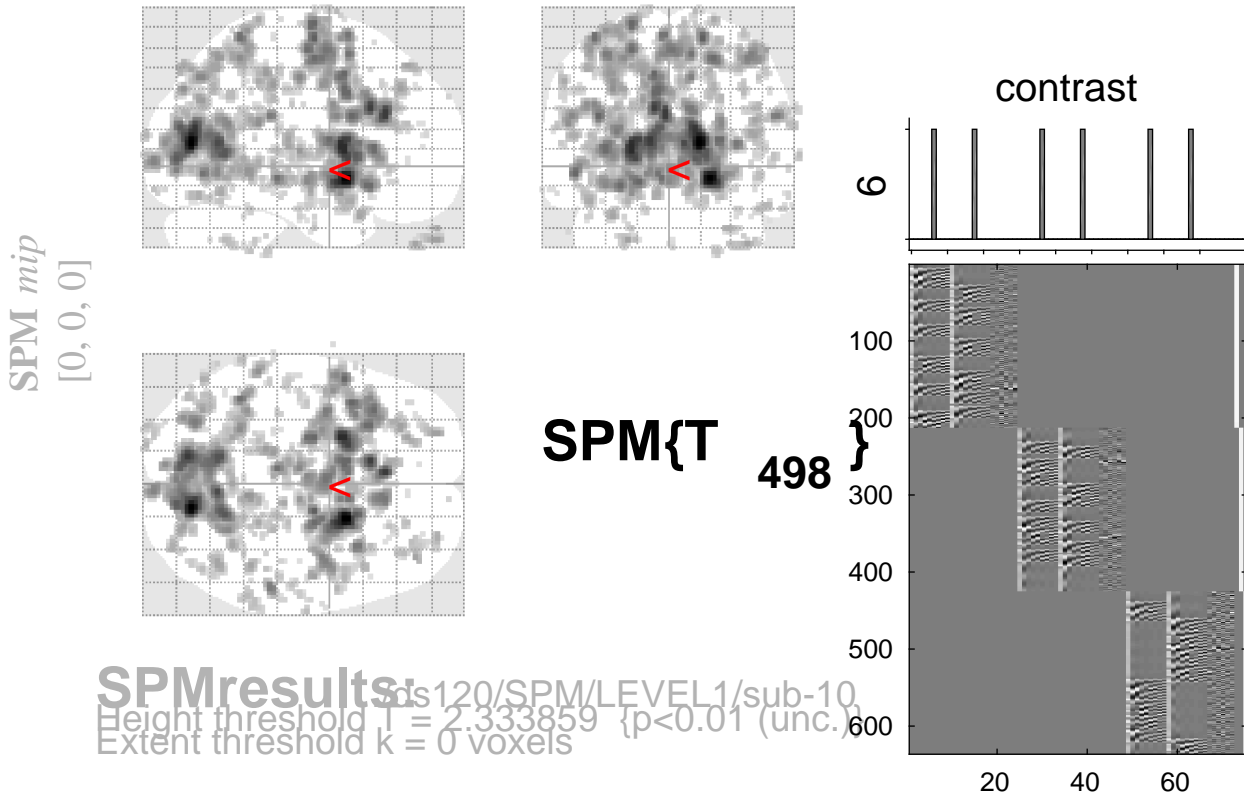 SPM mip
[0, 0, 0]
<
<
<
SPM{T498}
contrast
6
100
200
300
400
500
600
20 40 60
SPMresults: /ds120/SPM/LEVEL1/sub-10
Height threshold T = 2.333859 {p<0.01 (unc.)}
Extent threshold k = 0 voxels